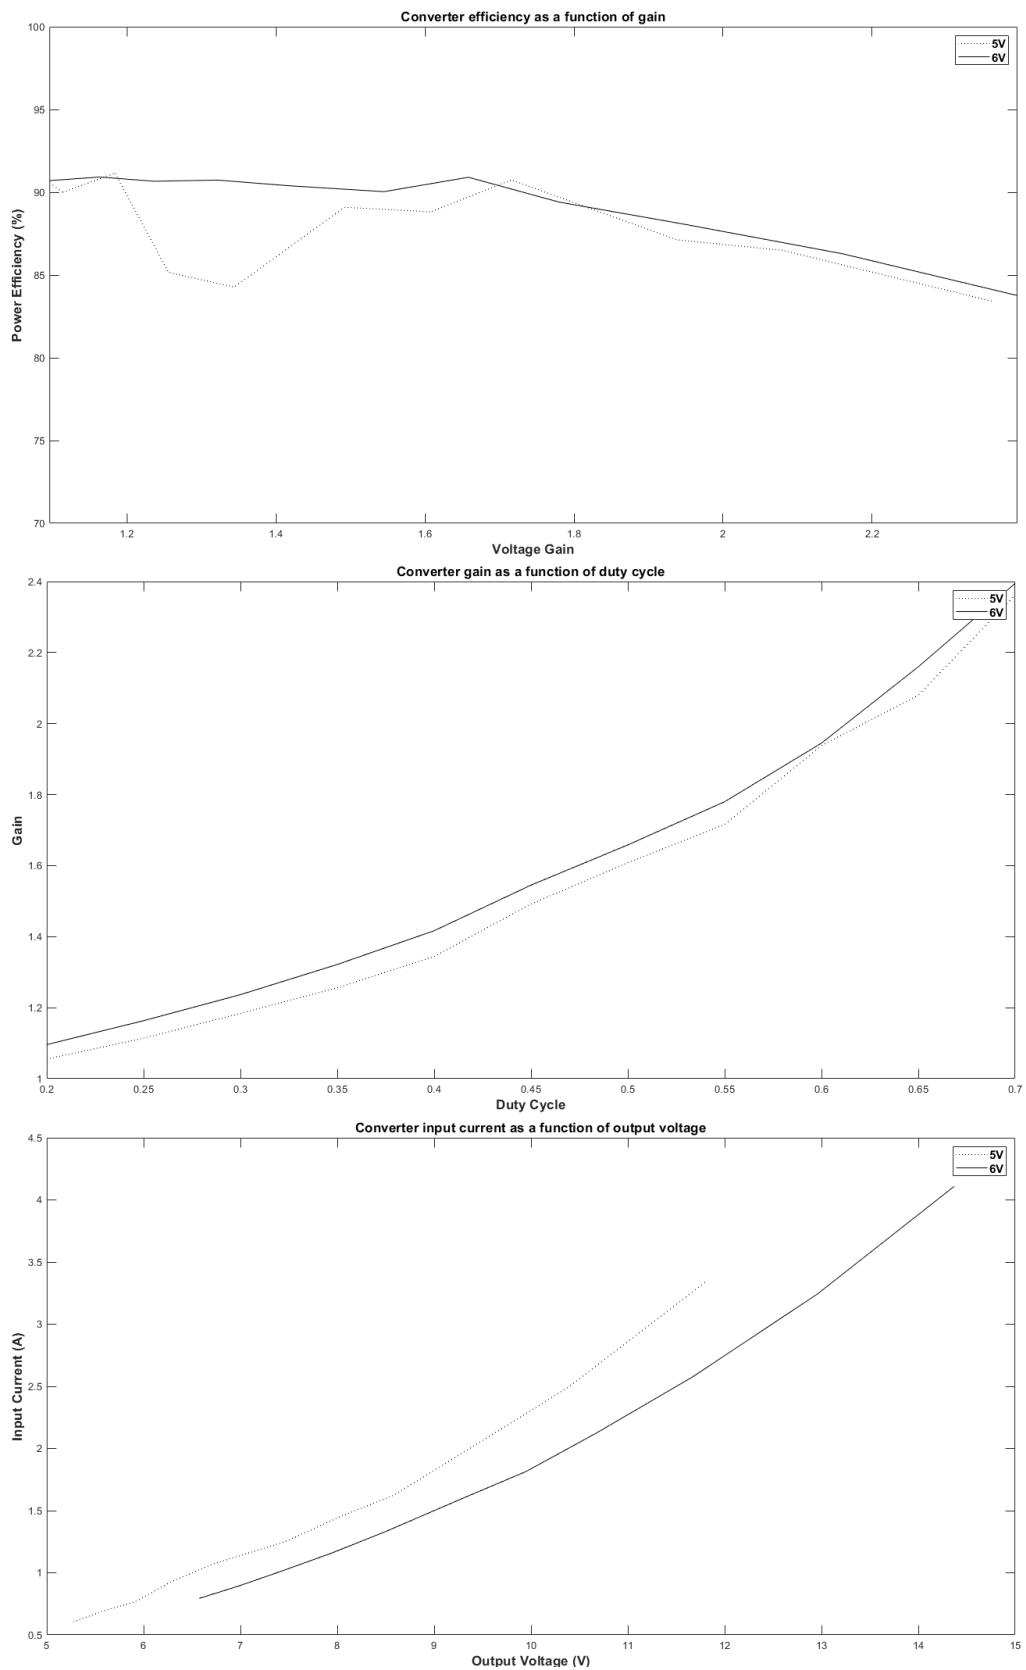 Converter efficiency as a function of gain
100
5V
6V
95
90
85
80
75
70
Power Efficiency (%)
1.2 1.4 1.6 1.8 2 2.2
Voltage Gain
Converter gain as a function of duty cycle
2.4
5V
6V
2.2
2
1.8
1.6
1.4
1.2
1
Gain
0.2 0.25 0.3 0.35 0.4 0.45 0.5 0.55 0.6 0.65 0.7
Duty Cycle
Converter input current as a function of output voltage
4.5
5V
6V
4
3.5
3
2.5
2
1.5
1
0.5
Input Current (A)
5 6 7 8 9 10 11 12 13 14 15
Output Voltage (V)